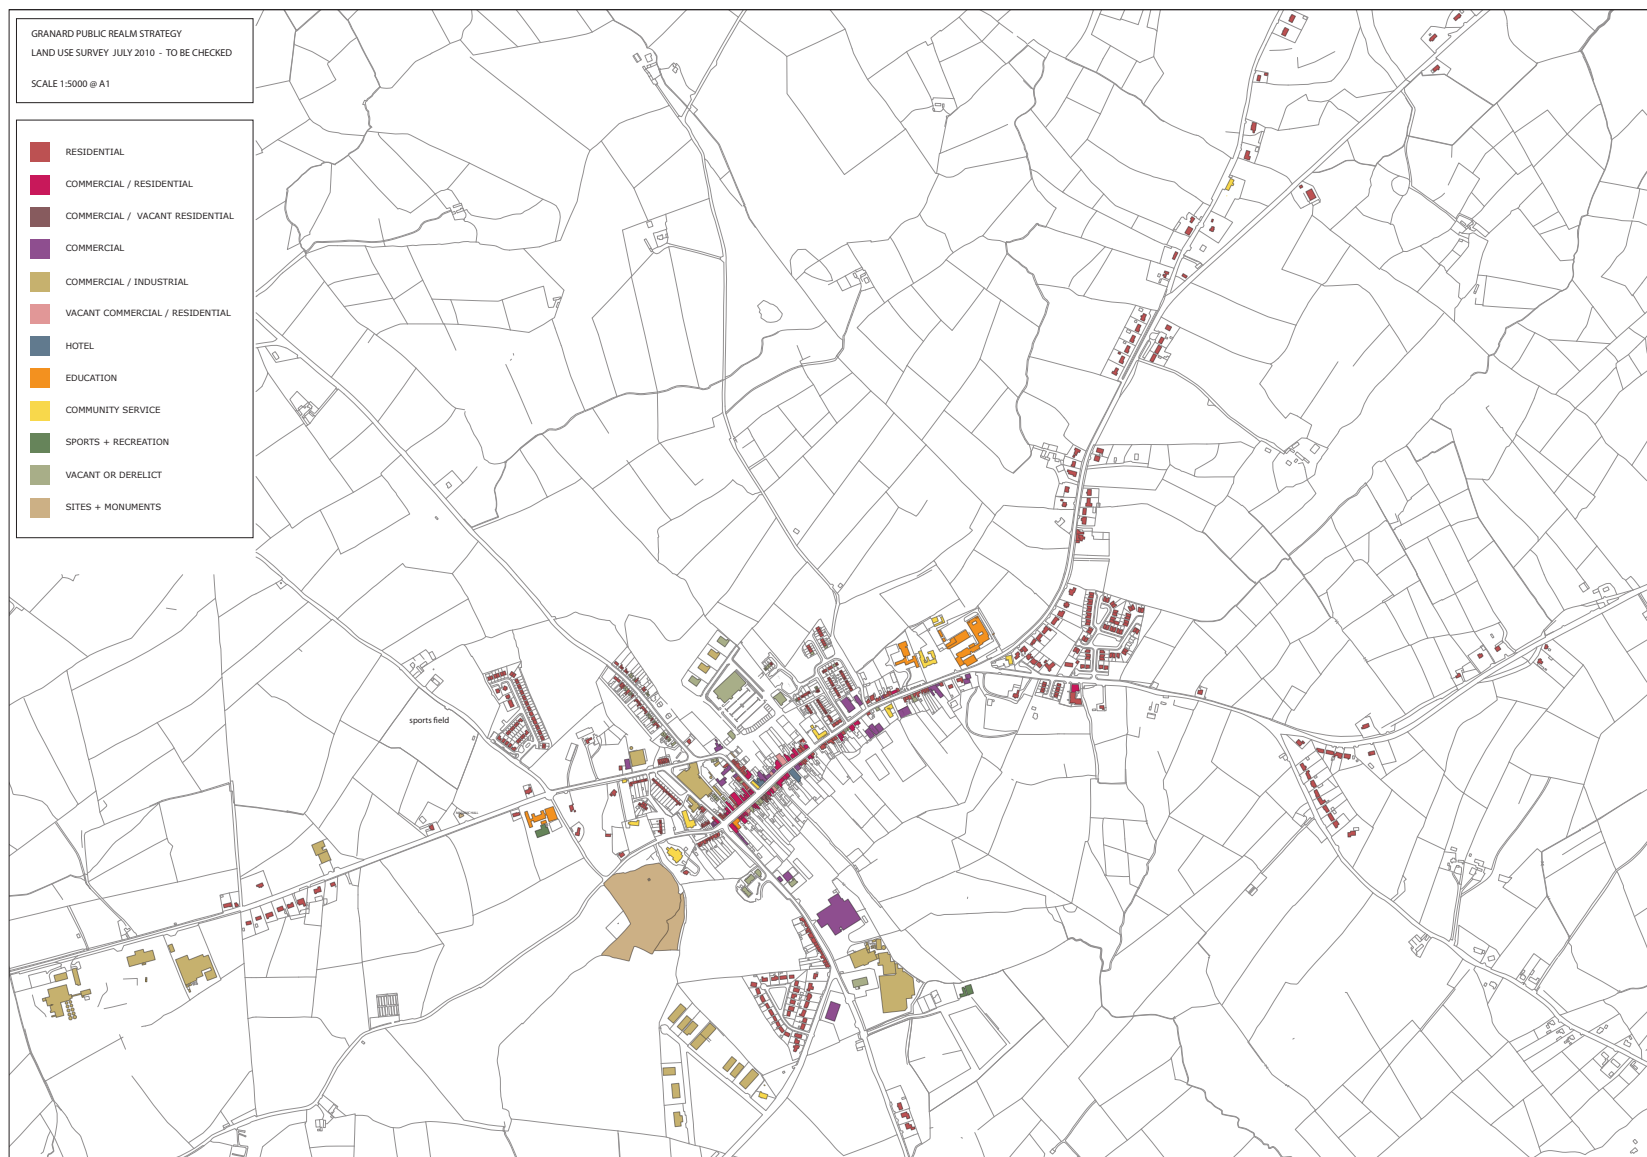 GRANARD PUBLIC REALM STRATEGY
LAND USE SURVEY JULY 2010 - TO BE CHECKED
SCALE 1:5000 @ A1
RESIDENTIAL
COMMERCIAL / RESIDENTIAL
COMMERCIAL / VACANT RESIDENTIAL
COMMERCIAL
COMMERCIAL / INDUSTRIAL
VACANT COMMERCIAL / RESIDENTIAL
HOTEL
EDUCATION
COMMUNITY SERVICE
SPORTS + RECREATION
VACANT OR DERELICT
SITES + MONUMENTS
sports field